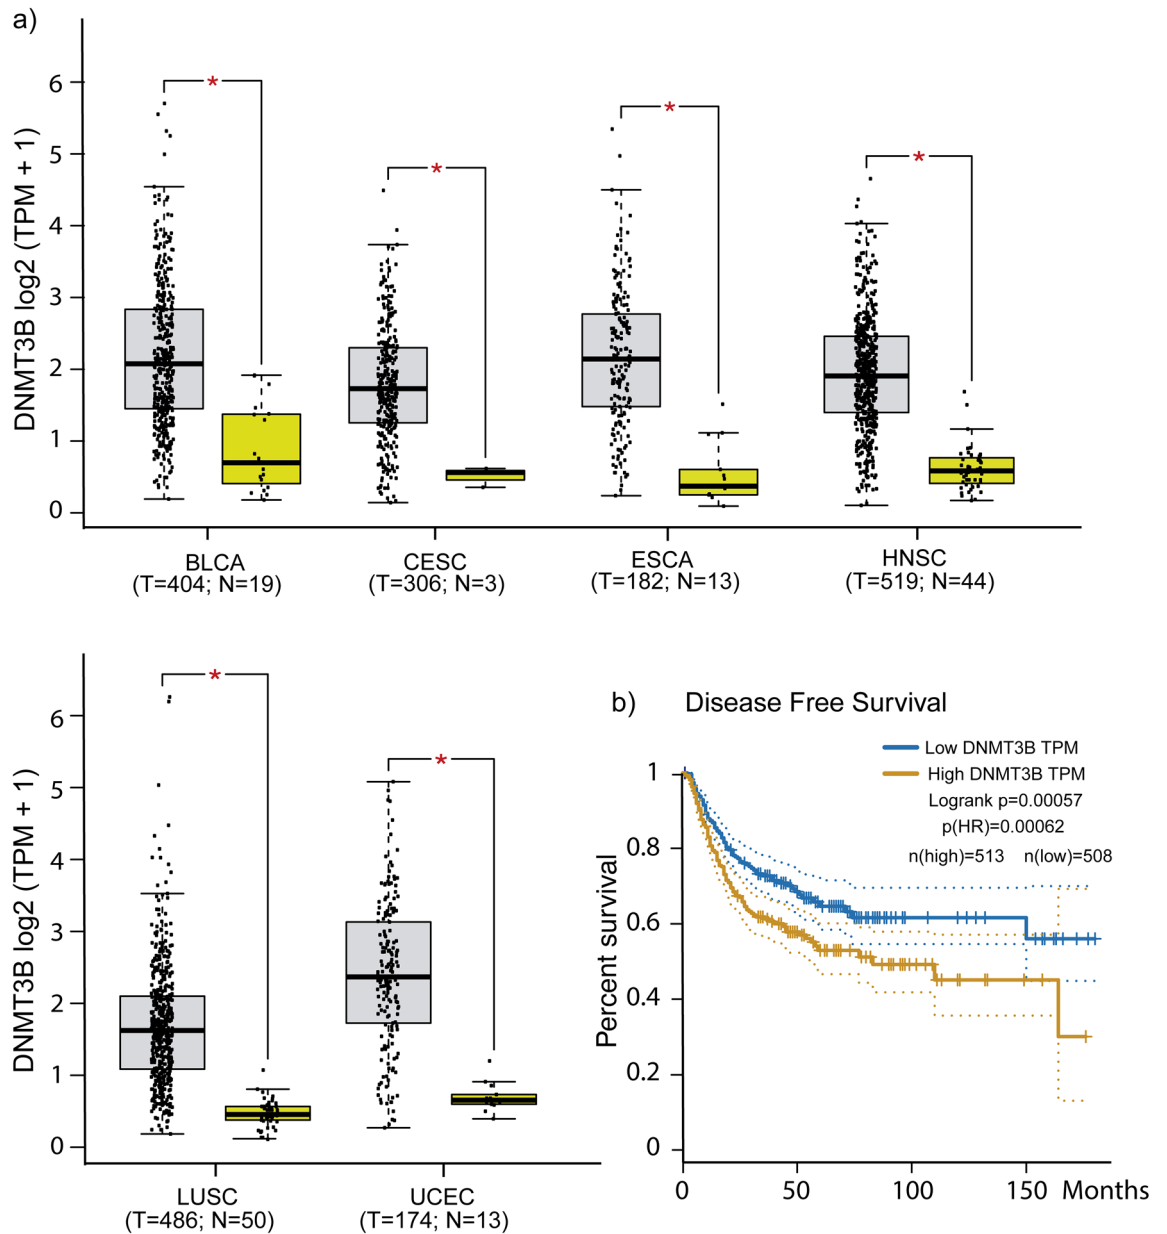 a)
DNMT3B log2 (TPM + 1)
6
5
4
3
2
1
0
*
*
*
*
BLCA
(T=404; N=19)
CESC
(T=306; N=3)
ESCA
(T=182; N=13)
HNSC
(T=519; N=44)
DNMT3B log2 (TPM + 1)
6
5
4
3
2
1
0
*
*
LUSC
(T=486; N=50)
UCEC
(T=174; N=13)
b) Disease Free Survival
Low DNMT3B TPM
High DNMT3B TPM
Logrank p=0.00057
p(HR)=0.00062
n(high)=513 n(low)=508
Percent survival
1
0.8
0.6
0.4
0.2
0
0 50 100 150 Months